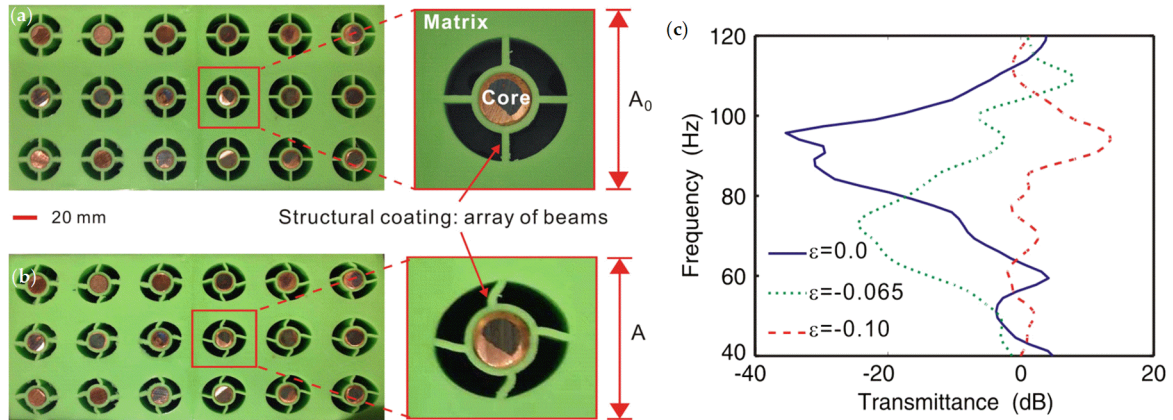 (a)
Matrix
Core
A0
20 mm
Structural coating: array of beams
(b)
A
(c)
Frequency (Hz)
120
100
80
60
40
ε=0.0
ε=-0.065
ε=-0.10
-40
-20
0
20
Transmittance (dB)